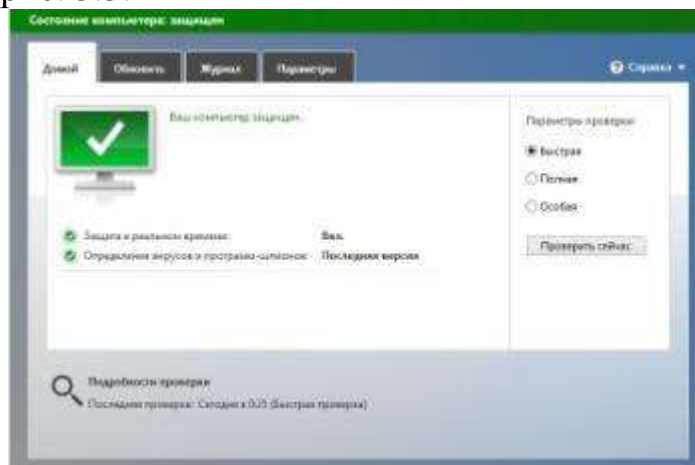 Состояние компьютера: защищен
Домой Обновить Журнал Параметры Справка
Ваш компьютер защищен.
Параметры проверки:
Быстрая
Полная
Особая
Проверить сейчас
Защита в реальном времени: Вкл.
Определения вирусов и программ-шпионов: Последняя версия
Подробности проверки
Последняя проверка: Сегодня в 0:25 (Быстрая проверка)